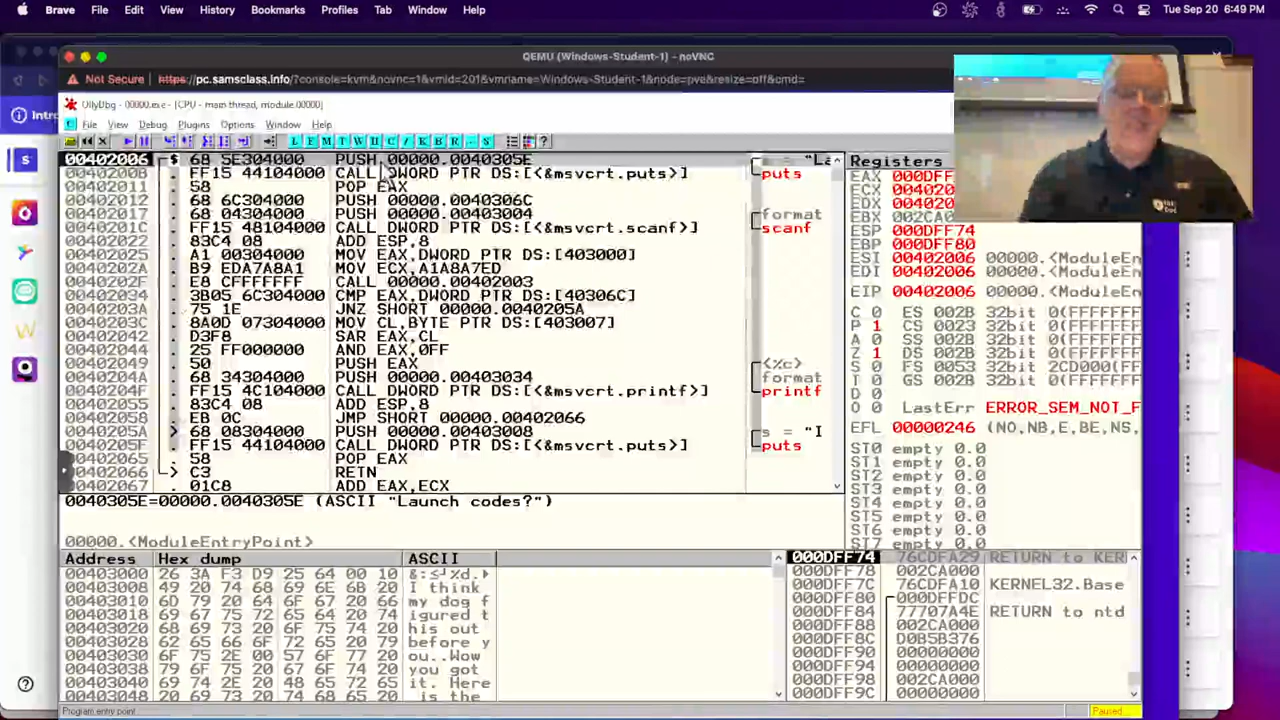 Brave File Edit View History Bookmarks Profiles Tab Window Help Tue Sep 20 6:49 PM
QEMU (Windows-Student-1) - noVNC
Not Secure https://pc.samsclass.info/?console=kvm&novnc=1&vmid=201&vmname=Windows-Student-1&node=pve&resize=off&cmd=
Intro
OllyDbg - 00000.exe - [CPU - main thread, module 00000]
File View Debug Plugins Options Window Help
L E M T W H C / K B R ... S
00402006 $ 68 5E304000 PUSH 00000.0040305E
0040200B . FF15 44104000 CALL DWORD PTR DS:[<&msvcrt.puts>] puts
00402011 . 58 POP EAX
00402012 . 68 6C304000 PUSH 00000.0040306C
00402017 . 68 04304000 PUSH 00000.00403004 format
0040201C . FF15 48104000 CALL DWORD PTR DS:[<&msvcrt.scanf>] scanf
00402022 . 83C4 08 ADD ESP,8
00402025 . A1 00304000 MOV EAX,DWORD PTR DS:[403000]
0040202A . B9 EDA7A8A1 MOV ECX,A1A8A7ED
0040202F . E8 CFFFFFFF CALL 00000.00402003
00402034 . 3B05 6C304000 CMP EAX,DWORD PTR DS:[40306C]
0040203A . 75 1E JNZ SHORT 00000.0040205A
0040203C . 8A0D 07304000 MOV CL,BYTE PTR DS:[403007]
00402042 . D3F8 SAR EAX,CL
00402044 . 25 FF000000 AND EAX,0FF
00402049 . 50 PUSH EAX <%c>
0040204A . 68 34304000 PUSH 00000.00403034 format
0040204F . FF15 4C104000 CALL DWORD PTR DS:[<&msvcrt.printf>] printf
00402055 . 83C4 08 ADD ESP,8
00402058 . EB 0C JMP SHORT 00000.00402066
0040205A > 68 08304000 PUSH 00000.00403008 s = "I
0040205F . FF15 44104000 CALL DWORD PTR DS:[<&msvcrt.puts>] puts
00402065 . 58 POP EAX
00402066 > C3 RETN
00402067 . 01C8 ADD EAX,ECX
0040305E=00000.0040305E (ASCII "Launch codes?")
00000.<ModuleEntryPoint>
Registers
EAX 000DFF
ECX 00402
EDX 00402
EBX 002CA0
ESP 000DFF74
EBP 000DFF80
ESI 00402006 00000.<ModuleEn
EDI 00402006 00000.<ModuleEn
EIP 00402006 00000.<ModuleEn
C 0 ES 002B 32bit 0(FFFFFF
P 1 CS 0023 32bit 0(FFFFFF
A 0 SS 002B 32bit 0(FFFFFF
Z 1 DS 002B 32bit 0(FFFFFF
S 0 FS 0053 32bit 2CD000(FF
T 0 GS 002B 32bit 0(FFFFFF
D 0
O 0 LastErr ERROR_SEM_NOT_F
EFL 00000246 (NO,NB,E,BE,NS,
ST0 empty 0.0
ST1 empty 0.0
ST2 empty 0.0
ST3 empty 0.0
ST4 empty 0.0
ST5 empty 0.0
ST6 empty 0.0
ST7 empty 0.0
Address Hex dump ASCII
00403000 26 3A F3 D9 25 64 00 10 &:≤┘%d.►
00403008 49 20 74 68 69 6E 6B 20 I think
00403010 6D 79 20 64 6F 67 20 66 my dog f
00403018 69 67 75 72 65 64 20 74 igured t
00403020 68 69 73 20 6F 75 74 20 his out
00403028 62 65 66 6F 72 65 20 79 before y
00403030 6F 75 2E 00 57 6F 77 20 ou..Wow
00403038 79 6F 75 20 67 6F 74 20 you got
00403040 69 74 2E 20 48 65 72 65 it. Here
00403048 20 69 73 20 74 68 65 20 is the
000DFF74 76CDFA29 RETURN to KER
000DFF78 002CA000
000DFF7C 76CDFA10 KERNEL32.Base
000DFF80 000DFFDC
000DFF84 77707A4E RETURN to ntd
000DFF88 002CA000
000DFF8C D0B5B376
000DFF90 00000000
000DFF94 00000000
000DFF98 002CA000
000DFF9C 00000000
Program entry point Paused